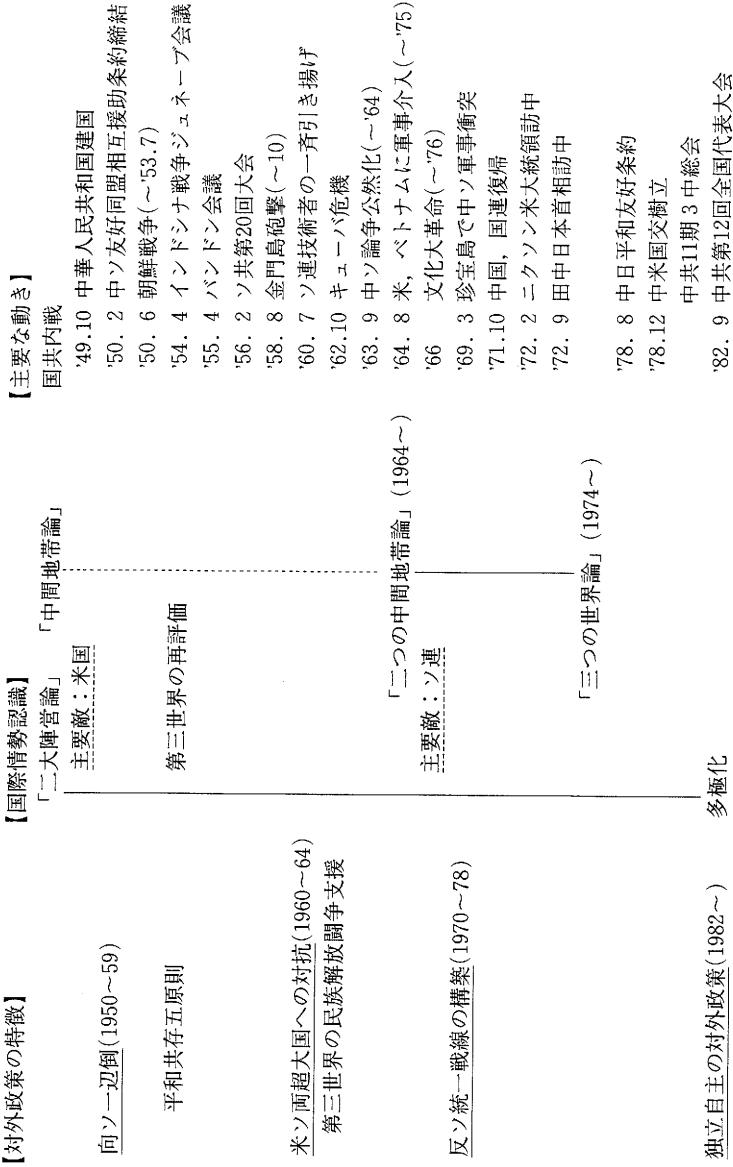 【対外政策の特徴】
向ソ一辺倒(1950~59)
平和共存五原則
米ソ両超大国への対抗(1960~64)
第三世界の民族解放闘争支援
反ソ統一戦線の構築(1970~78)
独立自主の対外政策(1982~)
【国際情勢認識】
「二大陣営論」 「中間地帯論」
主要敵:米国
第三世界の再評価
「二つの中間地帯論」(1964~)
主要敵:ソ連
「三つの世界論」(1974~)
多極化
【主要な動き】
国共内戦
'49.10 中華人民共和国建国
'50. 2 中ソ友好同盟相互援助条約締結
'50. 6 朝鮮戦争(~'53.7)
'54. 4 インドシナ戦争ジュネーブ会議
'55. 4 バンドン会議
'56. 2 ソ共第20回大会
'58. 8 金門島砲撃(~10)
'60. 7 ソ連技術者の一斉引き揚げ
'62.10 キューバ危機
'63. 9 中ソ論争公然化(~'64)
'64. 8 米,ベトナムに軍事介入(~'75)
'66 文化大革命(~'76)
'69. 3 珍宝島で中ソ軍事衝突
'71.10 中国,国連復帰
'72. 2 ニクソン米大統領訪中
'72. 9 田中日本首相訪中
'78. 8 中日平和友好条約
'78.12 中米国交樹立
中共11期3中総会
'82. 9 中共第12回全国代表大会